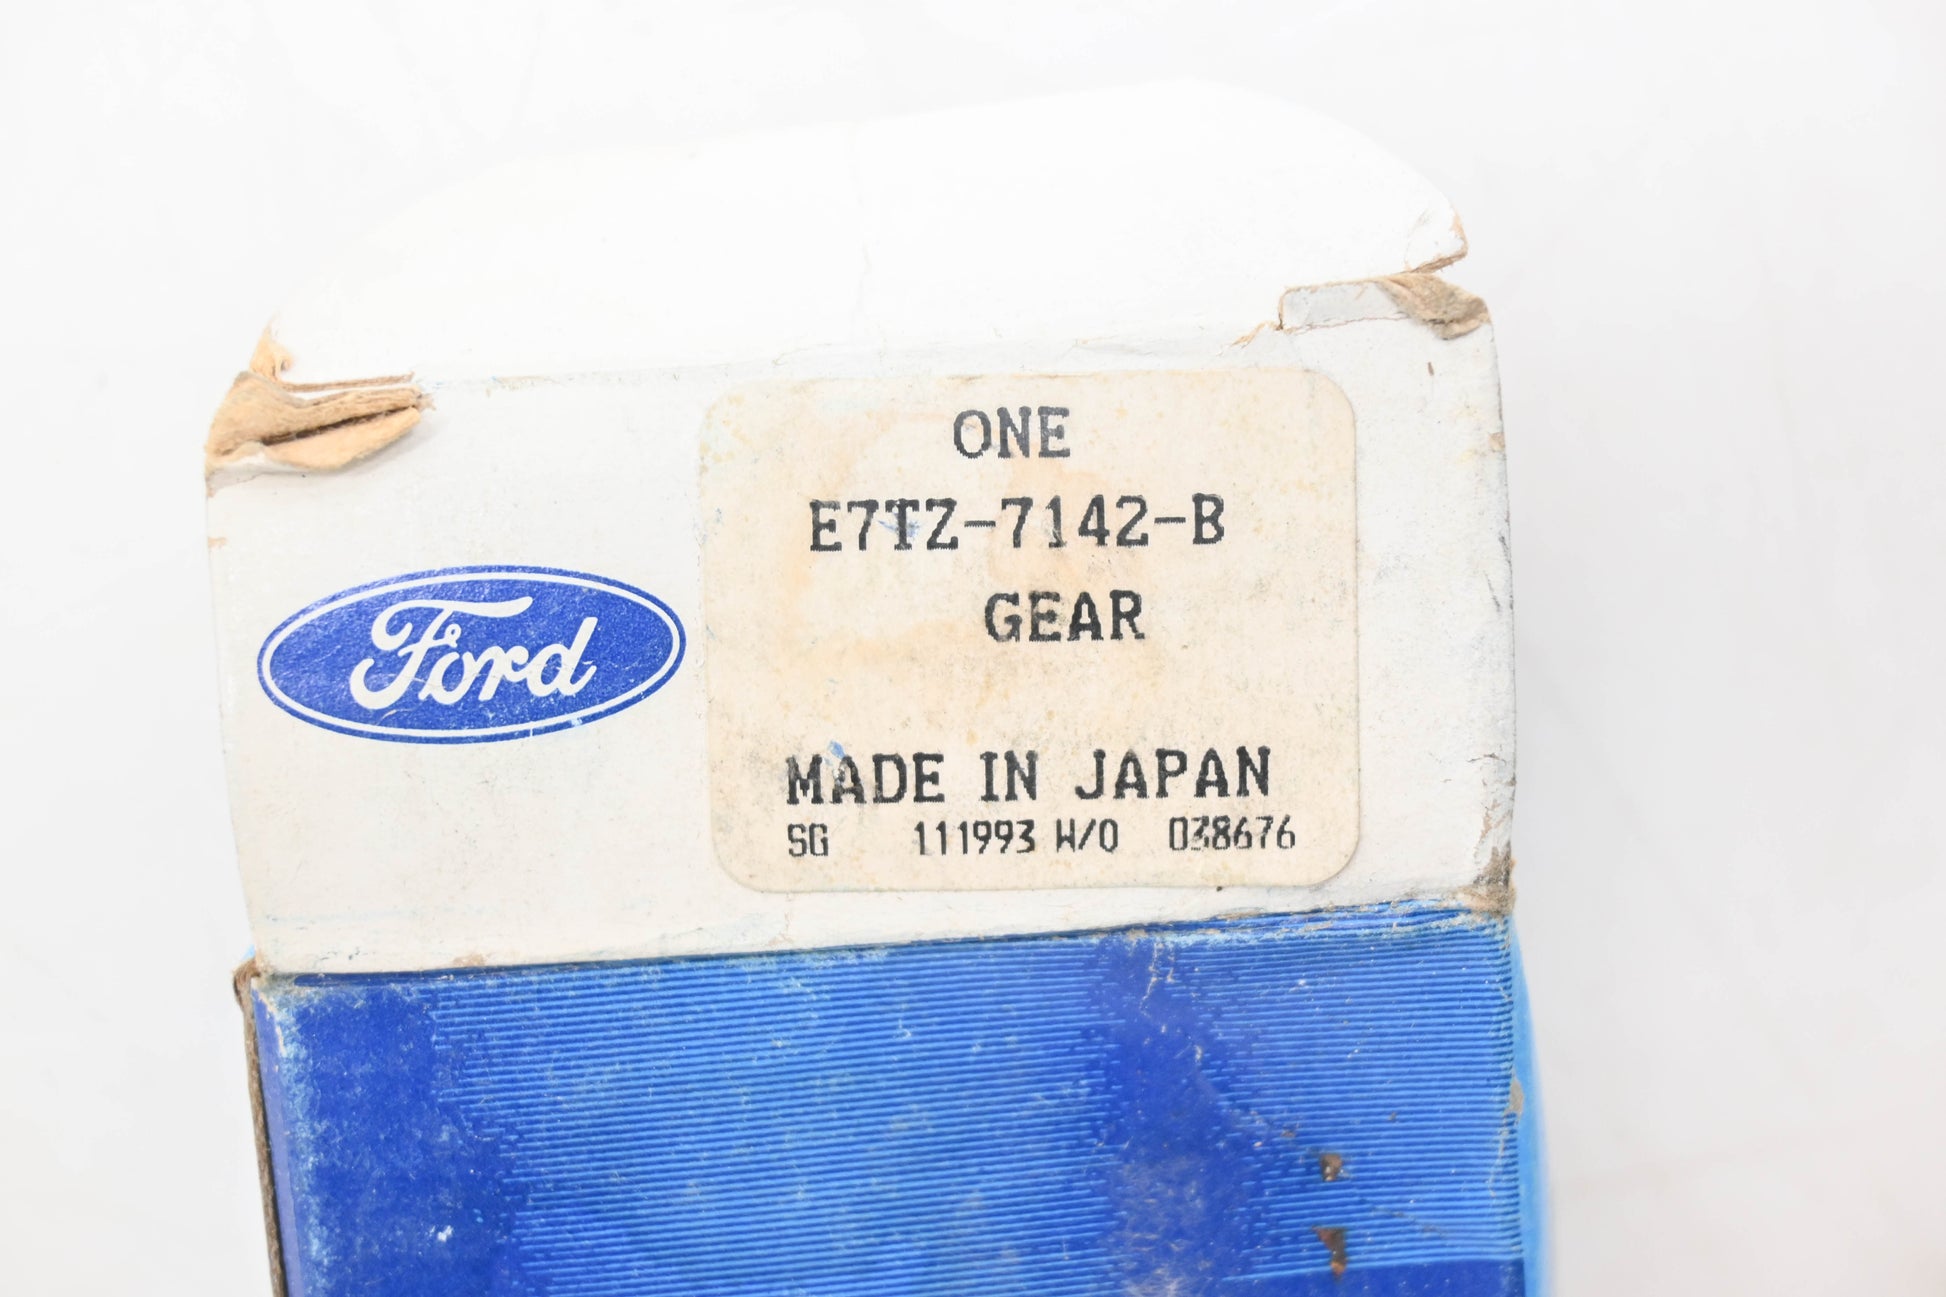 ONE
E7TZ-7142-B
GEAR
Ford
MADE IN JAPAN
SG 111993 W/O 038676